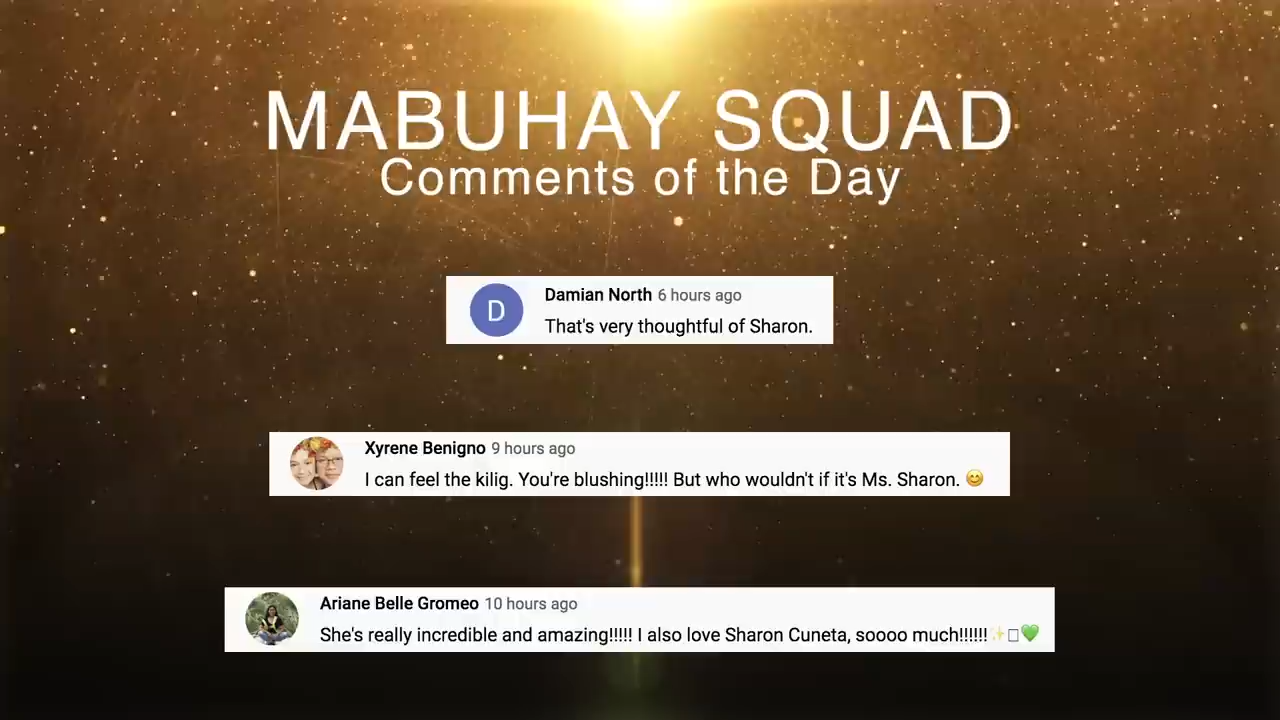 MABUHAY SQUAD
Comments of the Day
D
Damian North 6 hours ago
That's very thoughtful of Sharon.
Xyrene Benigno 9 hours ago
I can feel the kilig. You're blushing!!!!! But who wouldn't if it's Ms. Sharon. 😊
Ariane Belle Gromeo 10 hours ago
She's really incredible and amazing!!!!! I also love Sharon Cuneta, soooo much!!!!!!✨□💚